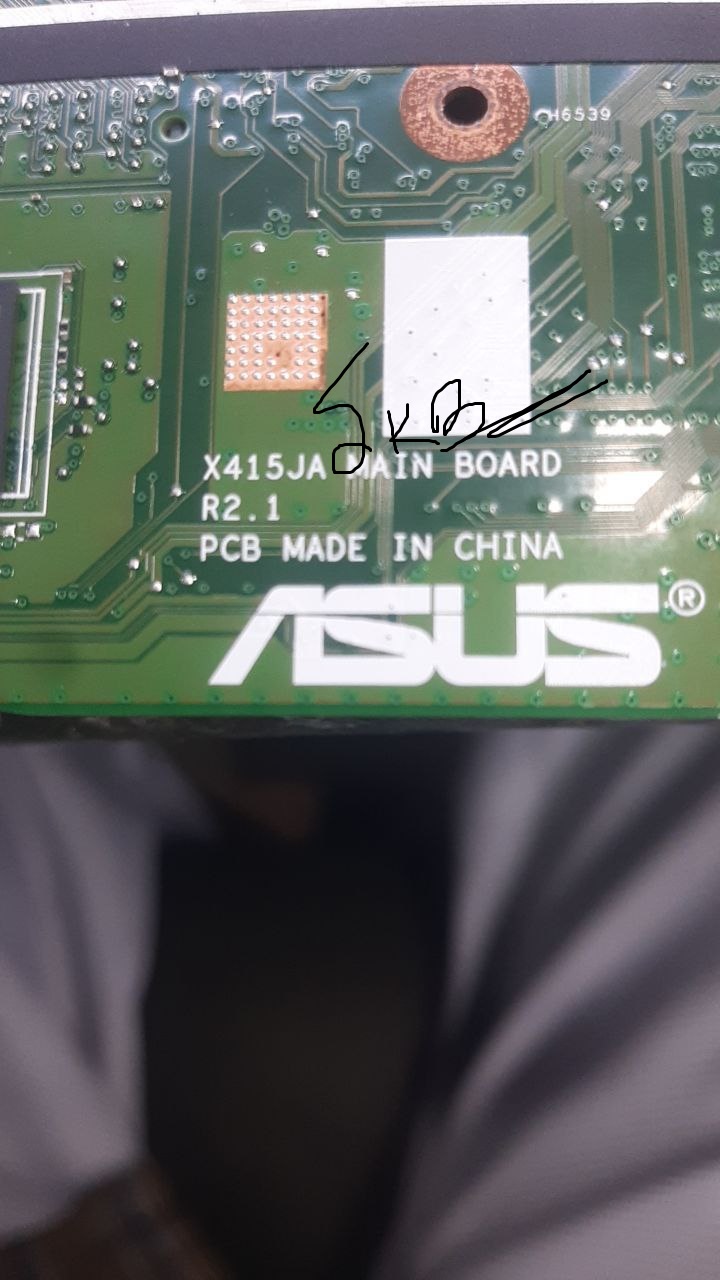 H6539
X415JA MAIN BOARD
R2.1
PCB MADE IN CHINA
ASUS®